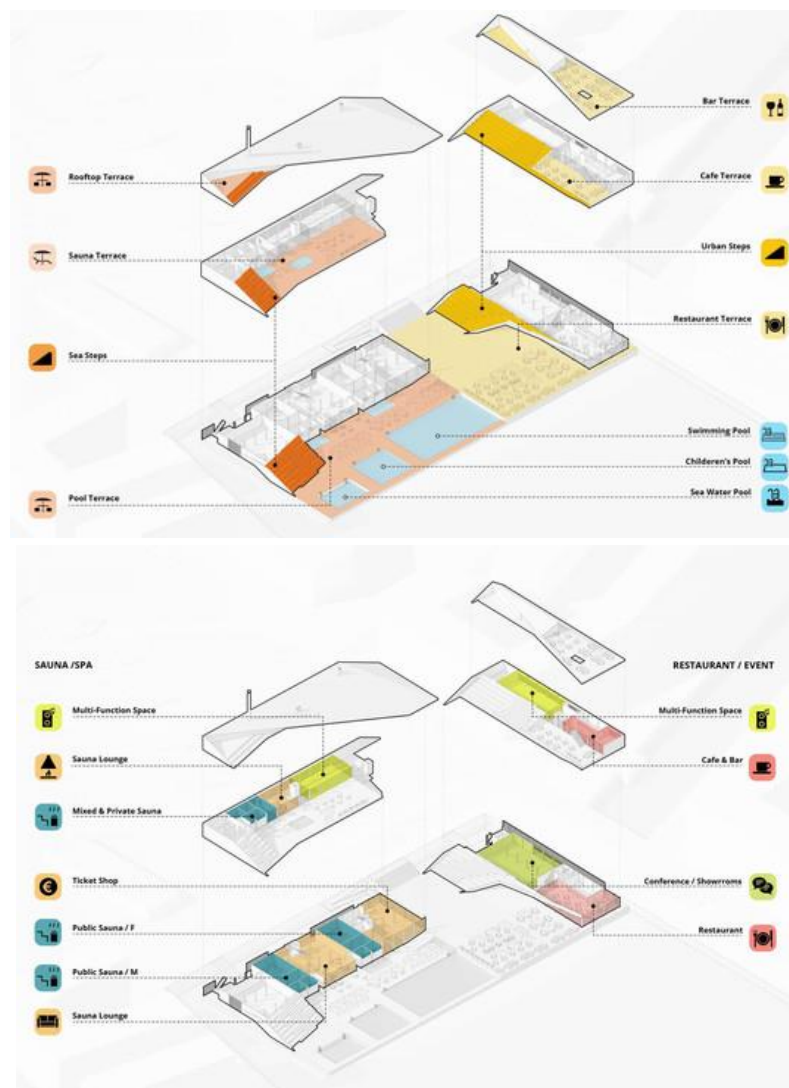 Bar Terrace
Rooftop Terrace
Cafe Terrace
Sauna Terrace
Urban Steps
Restaurant Terrace
Sea Steps
Swimming Pool
Childeren's Pool
Sea Water Pool
Pool Terrace
SAUNA /SPA
RESTAURANT / EVENT
Multi-Function Space
Multi-Function Space
Sauna Lounge
Cafe & Bar
Mixed & Private Sauna
Ticket Shop
Conference / Showrroms
Public Sauna / F
Restaurant
Public Sauna / M
Sauna Lounge